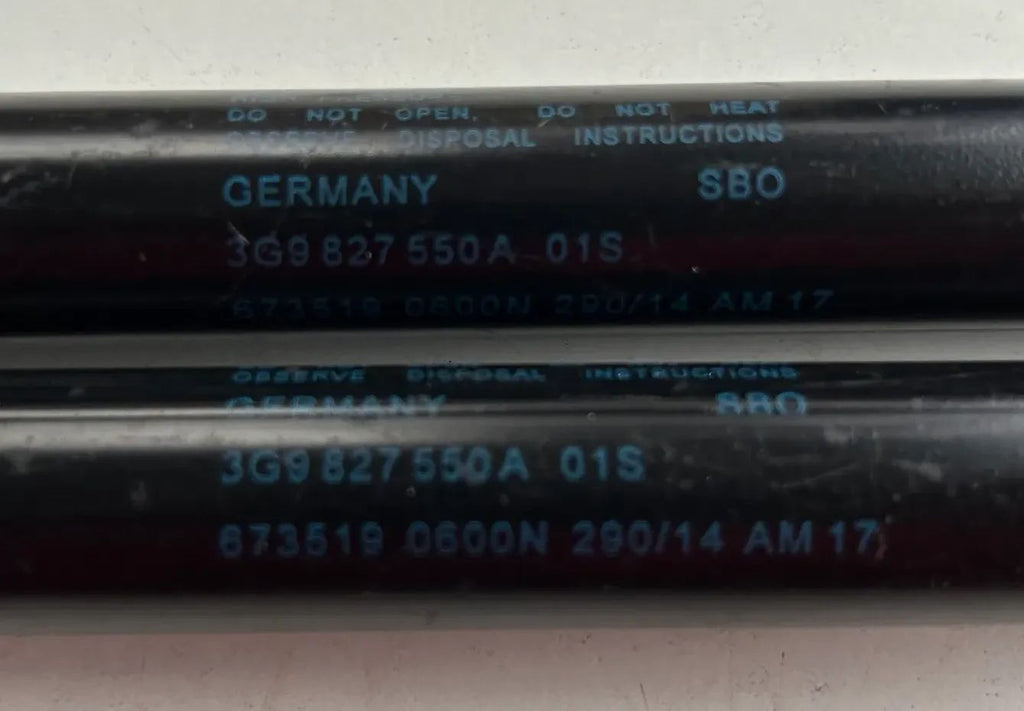 DO NOT OPEN, DO NOT HEAT
OBSERVE DISPOSAL INSTRUCTIONS
GERMANY SBO
3G9 827 550A 01S
673519 0600N 290/14 AM 17
OBSERVE DISPOSAL INSTRUCTIONS
GERMANY SBO
3G9 827 550A 01S
673519 0600N 290/14 AM 17